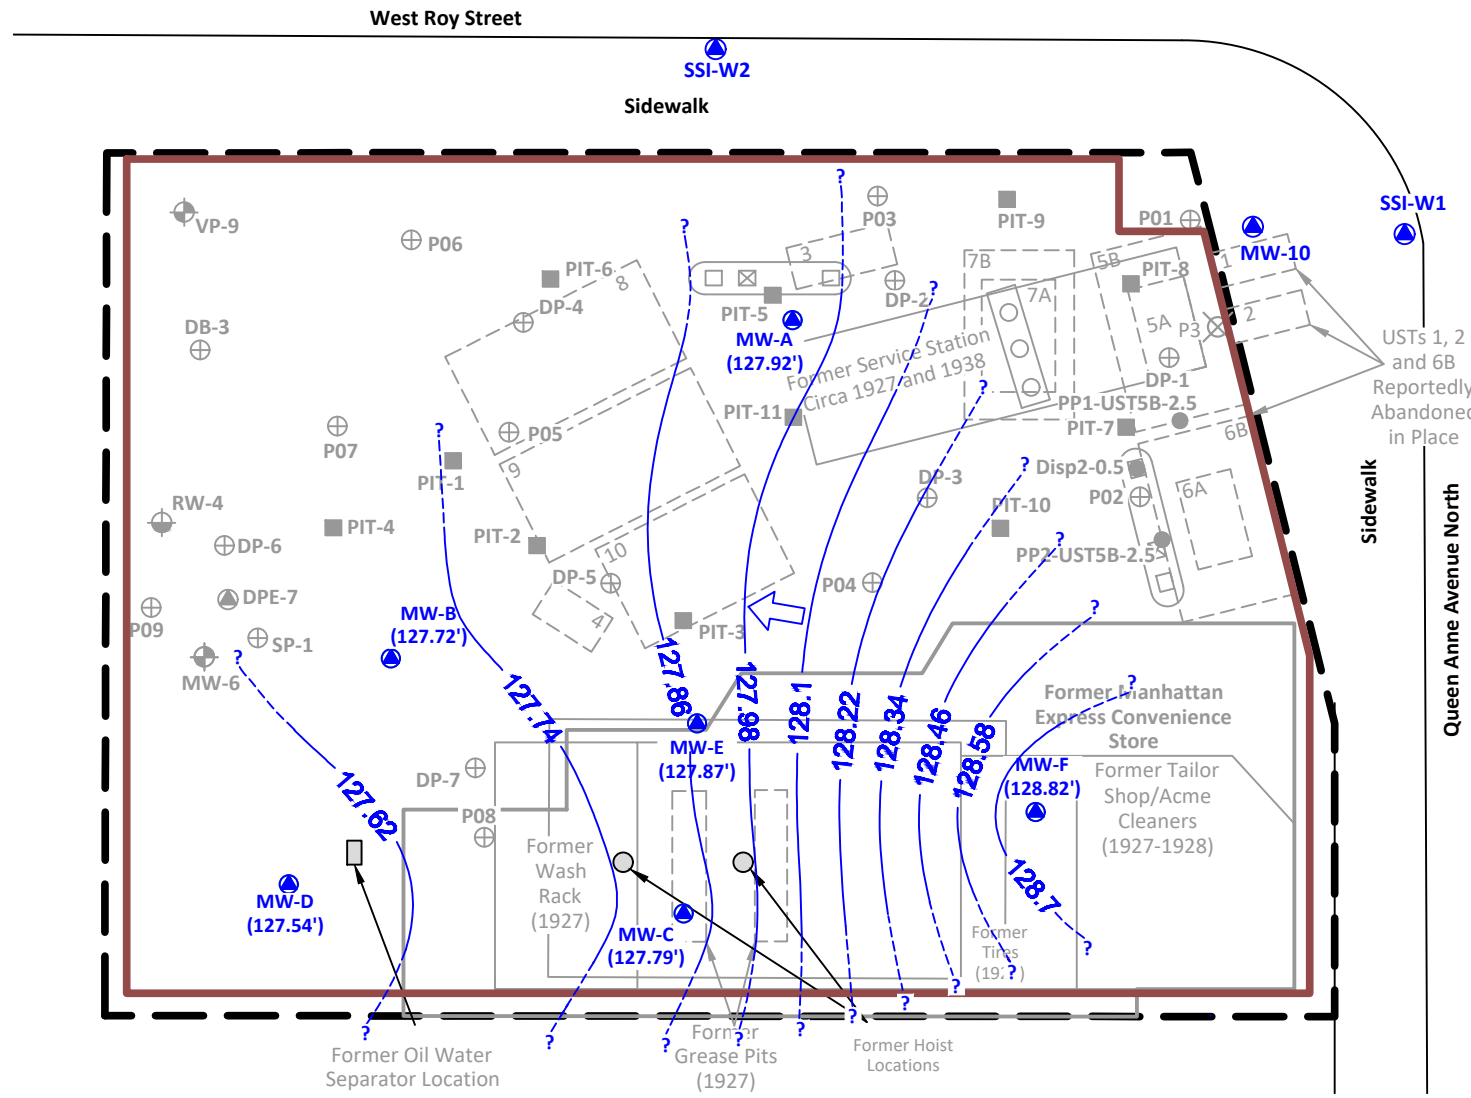 West Roy Street
SSI-W2
Sidewalk
SSI-W1
MW-10
VP-9
P06
P03
PIT-9
P01
?
?
PIT-6
8
3
DP-2
7B
7A
5B
PIT-8
1
2
5A
P3
DP-4
PIT-5
MW-A
(127.92')
?
DB-3
Former Service Station
Circa 1927 and 1938
DP-1
USTs 1, 2
and 6B
Reportedly
Abandoned
in Place
?
PP1-UST5B-2.5
PIT-11
PIT-7
6B
P07
?
P05
9
PIT-1
?
Disp2-0.5
DP-3
P02
6A
RW-4
PIT-4
PIT-2
PIT-10
DP-6
10
?
PP2-UST5B-2.5
Sidewalk
Queen Anne Avenue North
DP-5
P04
DPE-7
4
P09
MW-B
(127.72')
PIT-3
?
SP-1
?
MW-6
127.62
127.74
127.86
127.98
128.1
128.22
128.34
128.46
128.58
128.7
?
Former Manhattan
Express Convenience
Store
MW-E
(127.87')
DP-7
MW-F
(128.82')
Former Tailor
Shop/Acme
Cleaners
(1927-1928)
P08
Former
Wash
Rack
(1927)
MW-D
(127.54')
MW-C
(127.79')
Former
Tires
?
?
?
?
?
?
?
?
?
?
Former Oil Water
Separator Location
Former
Grease Pits
(1927)
Former Hoist
Locations